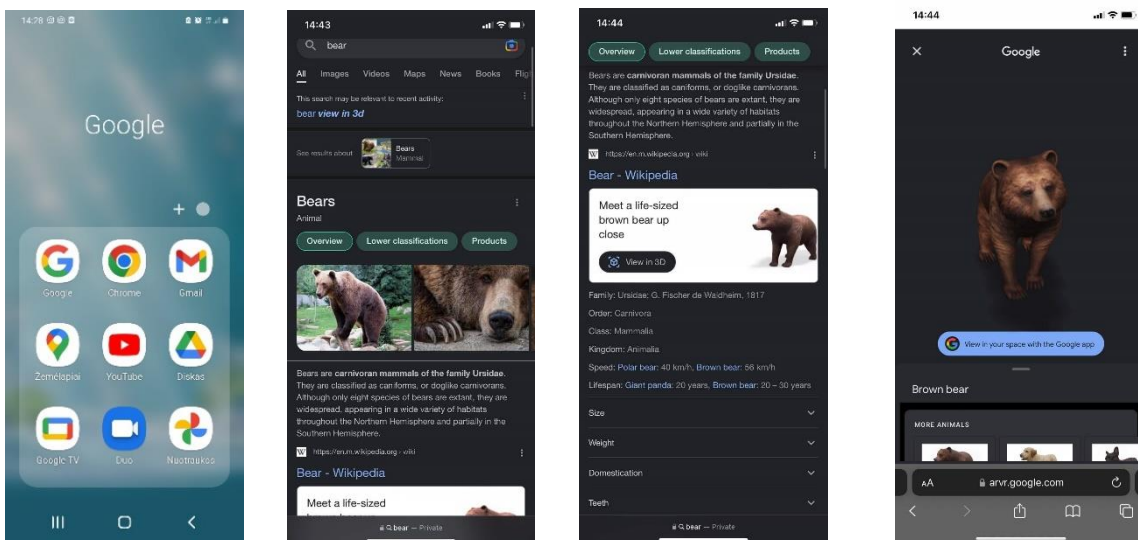 14:28
Google
Google
Chrome
Gmail
Žemėlapiai
YouTube
Diskas
Google TV
Duo
Nuotraukos
14:43
bear
All Images Videos Maps News Books Flig
This search may be relevant to recent activity:
bear view in 3d
See results about
Bears
Mammal
Bears
Animal
Overview
Lower classifications
Products
Bears are carnivoran mammals of the family Ursidae.
They are classified as caniforms, or doglike carnivorans.
Although only eight species of bears are extant, they are
widespread, appearing in a wide variety of habitats
throughout the Northern Hemisphere and partially in the
Southern Hemisphere.
W https://en.m.wikipedia.org › wiki
Bear - Wikipedia
Meet a life-sized
bear — Private
14:44
Overview
Lower classifications
Products
Bears are carnivoran mammals of the family Ursidae.
They are classified as caniforms, or doglike carnivorans.
Although only eight species of bears are extant, they are
widespread, appearing in a wide variety of habitats
throughout the Northern Hemisphere and partially in the
Southern Hemisphere.
W https://en.m.wikipedia.org › wiki
Bear - Wikipedia
Meet a life-sized
brown bear up
close
View in 3D
Family: Ursidae; G. Fischer de Waldheim, 1817
Order: Carnivora
Class: Mammalia
Kingdom: Animalia
Speed: Polar bear: 40 km/h, Brown bear: 56 km/h
Lifespan: Giant panda: 20 years, Brown bear: 20 – 30 years
Size
Weight
Domestication
Teeth
bear — Private
14:44
Google
View in your space with the Google app
Brown bear
MORE ANIMALS
AA
arvr.google.com